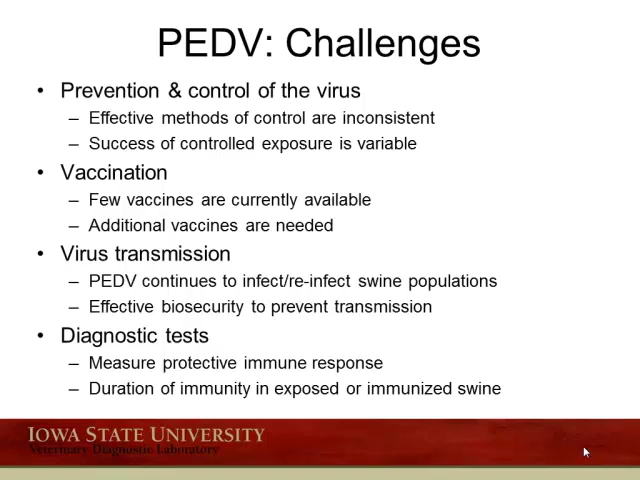 PEDV: Challenges
• Prevention & control of the virus
– Effective methods of control are inconsistent
– Success of controlled exposure is variable
• Vaccination
– Few vaccines are currently available
– Additional vaccines are needed
• Virus transmission
– PEDV continues to infect/re-infect swine populations
– Effective biosecurity to prevent transmission
• Diagnostic tests
– Measure protective immune response
– Duration of immunity in exposed or immunized swine
IOWA STATE UNIVERSITY
Veterinary Diagnostic Laboratory